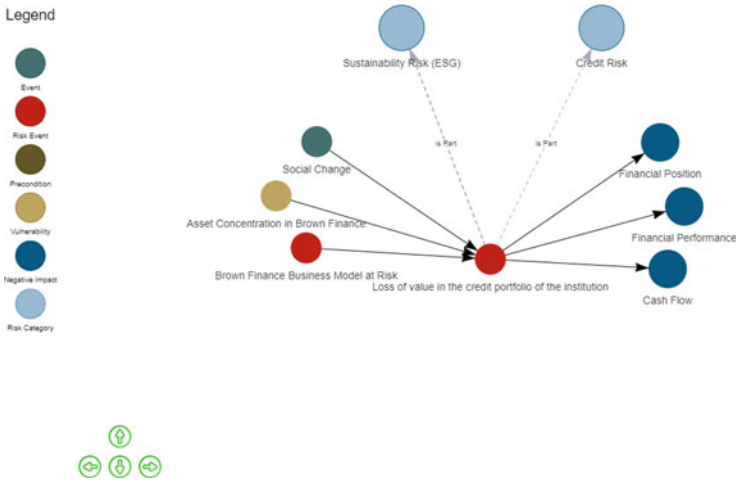 Legend
Event
Risk Event
Precondition
Vulnerability
Negative Impact
Risk Category
Sustainability Risk (ESG)
Credit Risk
is Part
is Part
Social Change
Financial Position
Asset Concentration in Brown Finance
Financial Performance
Brown Finance Business Model at Risk
Loss of value in the credit portfolio of the institution
Cash Flow